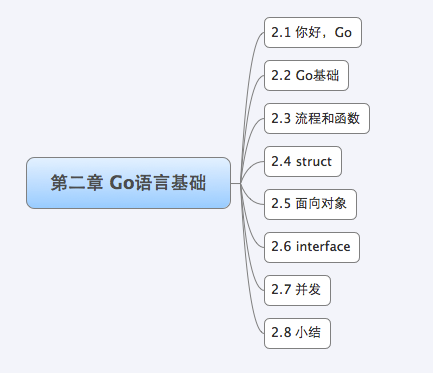 第二章 Go语言基础
2.1 你好，Go
2.2 Go基础
2.3 流程和函数
2.4 struct
2.5 面向对象
2.6 interface
2.7 并发
2.8 小结